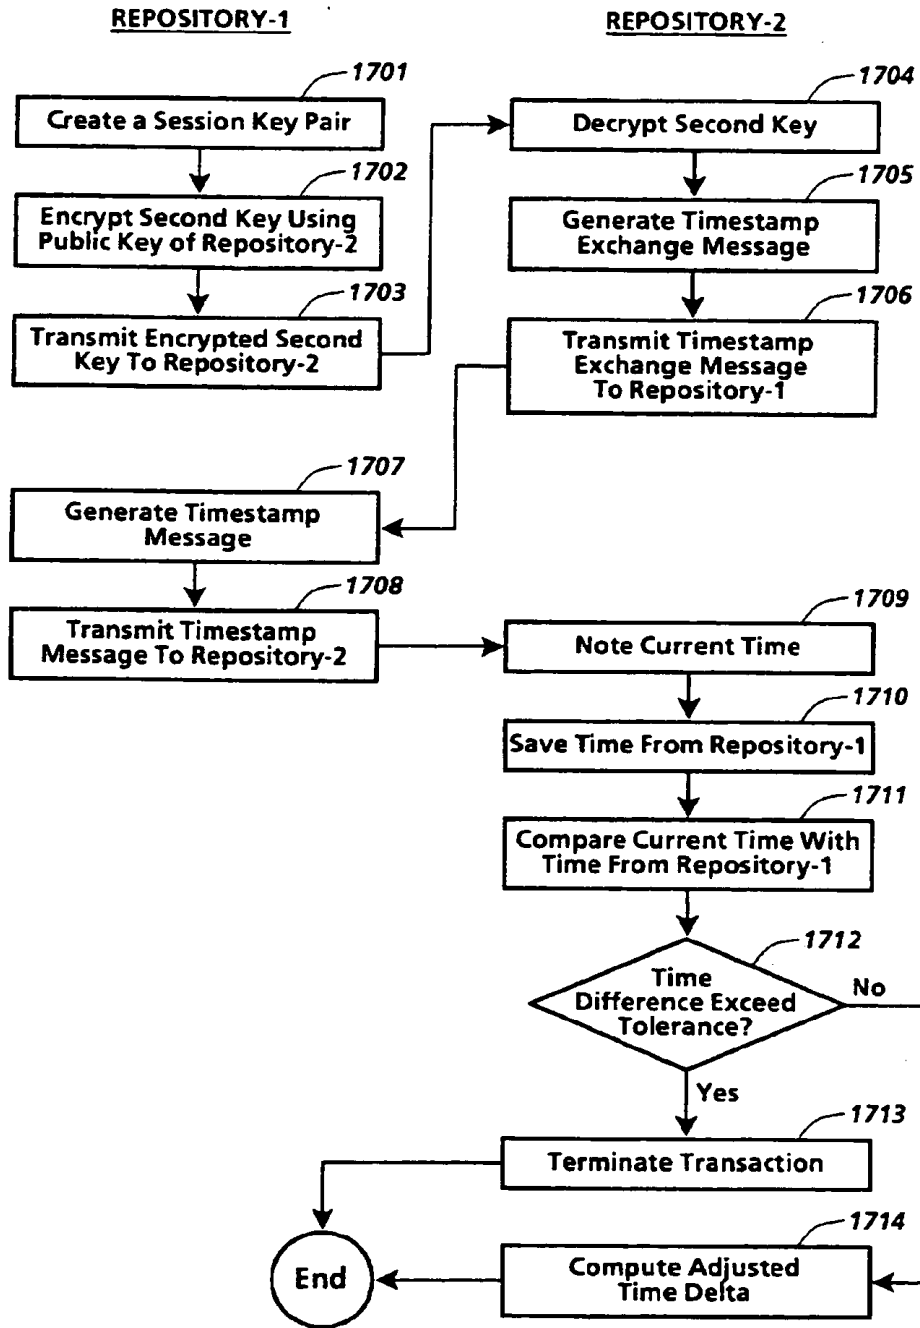 REPOSITORY-1
REPOSITORY-2
1701
Create a Session Key Pair
1702
Encrypt Second Key Using
Public Key of Repository-2
1703
Transmit Encrypted Second
Key To Repository-2
1704
Decrypt Second Key
1705
Generate Timestamp
Exchange Message
1706
Transmit Timestamp
Exchange Message
To Repository-1
1707
Generate Timestamp
Message
1708
Transmit Timestamp
Message To Repository-2
1709
Note Current Time
1710
Save Time From Repository-1
1711
Compare Current Time With
Time From Repository-1
1712
Time
Difference Exceed
Tolerance?
No
Yes
1713
Terminate Transaction
1714
Compute Adjusted
Time Delta
End